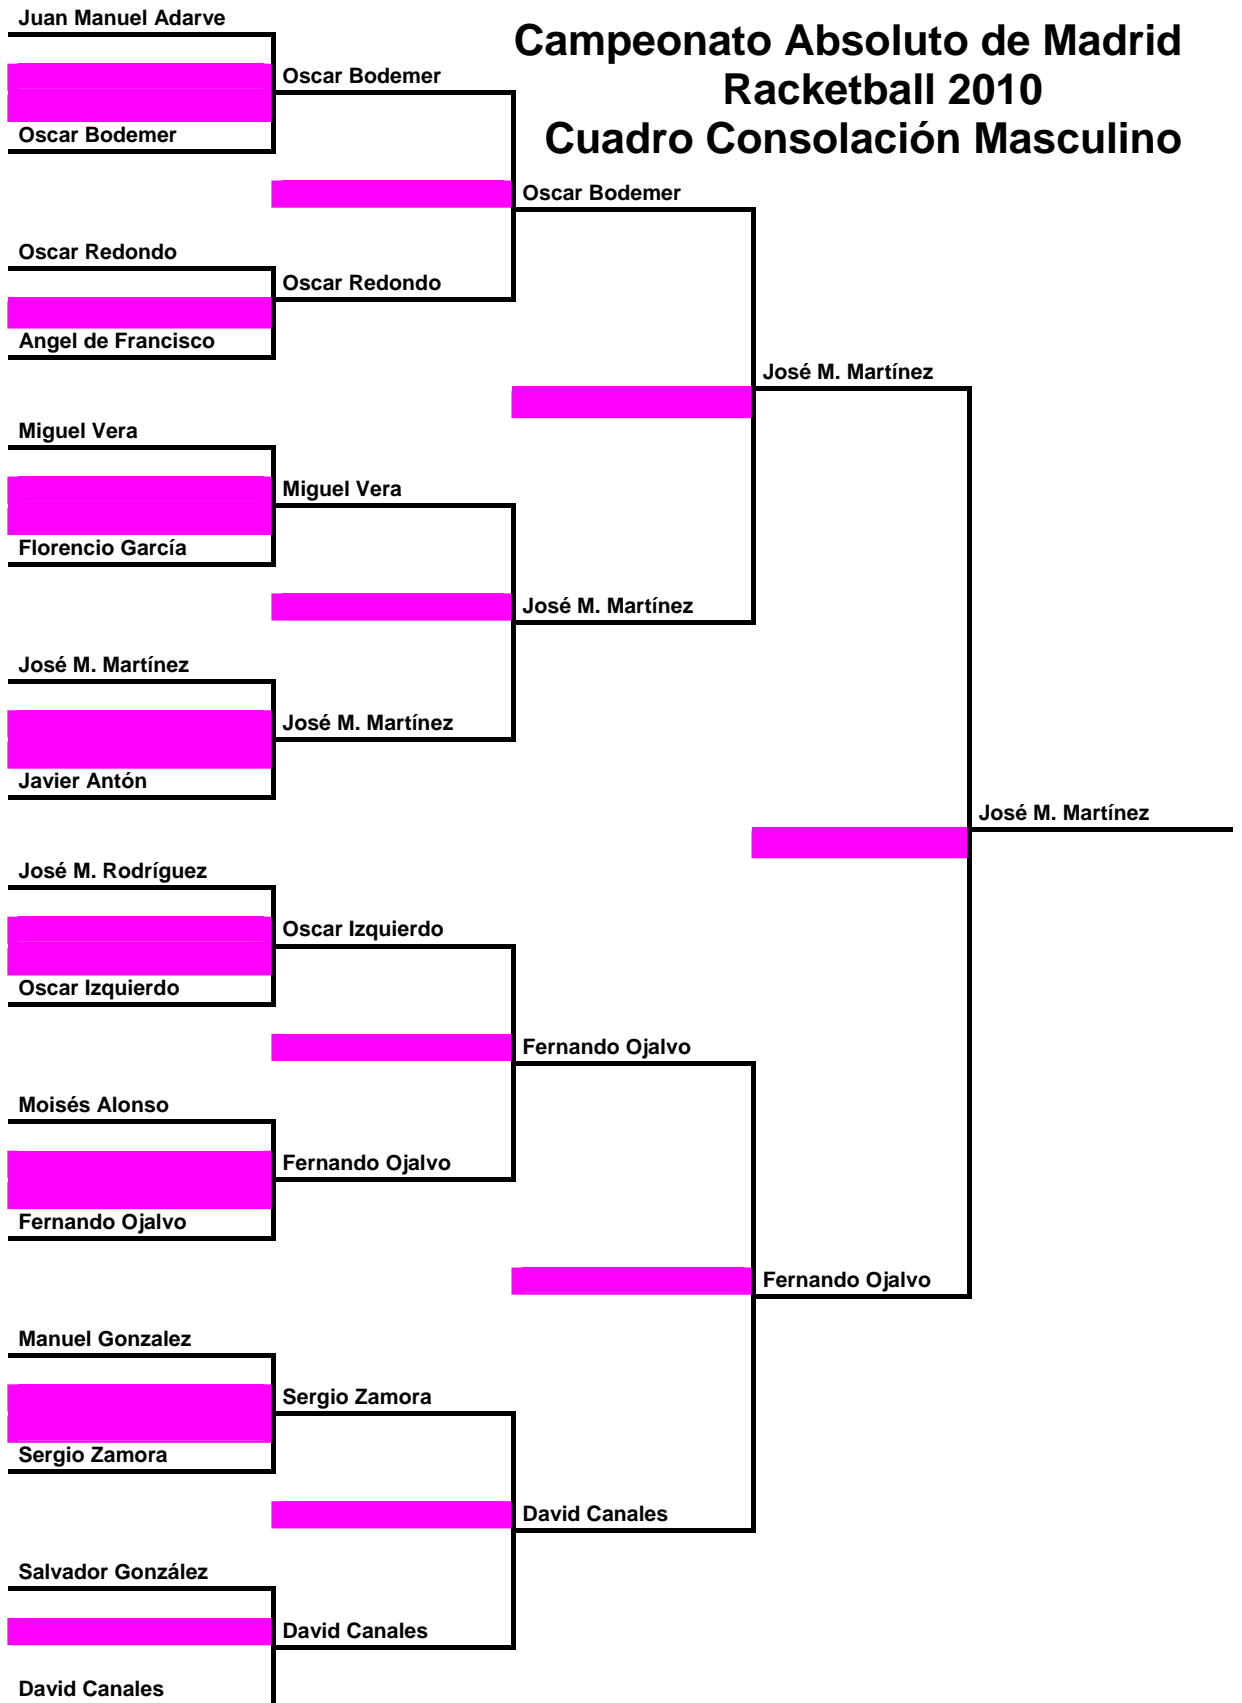 Juan Manuel Adarve
Campeonato Absoluto de Madrid
Racketball 2010
Cuadro Consolación Masculino
Oscar Bodemer
Oscar Bodemer
Oscar Bodemer
Oscar Redondo
Oscar Redondo
Angel de Francisco
José M. Martínez
Miguel Vera
Miguel Vera
Florencio García
José M. Martínez
José M. Martínez
José M. Martínez
Javier Antón
José M. Martínez
José M. Rodríguez
Oscar Izquierdo
Oscar Izquierdo
Fernando Ojalvo
Moisés Alonso
Fernando Ojalvo
Fernando Ojalvo
Fernando Ojalvo
Manuel Gonzalez
Sergio Zamora
Sergio Zamora
David Canales
Salvador González
David Canales
David Canales